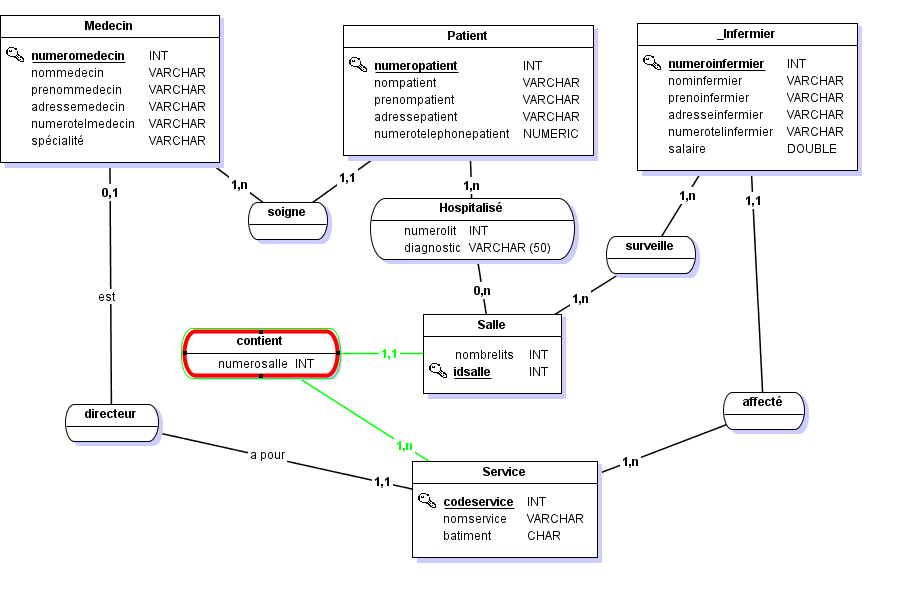 Medecin
numeromedecin INT
nommedecin VARCHAR
prenommedecin VARCHAR
adressemedecin VARCHAR
numerotelmedecin VARCHAR
spécialité VARCHAR
Patient
numeropatient INT
nompatient VARCHAR
prenompatient VARCHAR
adressepatient VARCHAR
numerotelephonepatient NUMERIC
_Infermier
numeroinfermier INT
nominfermier VARCHAR
prenoinfermier VARCHAR
adresseinfermier VARCHAR
numerotelinfermier VARCHAR
salaire DOUBLE
0,1
1,n
1,1
1,n
1,n
1,1
soigne
Hospitalisé
numerolit INT
diagnostic VARCHAR (50)
surveille
est
0,n
1,n
contient
numerosalle INT
1,1
Salle
nombrelits INT
idsalle INT
directeur
affecté
a pour
1,1
1,n
1,n
Service
codeservice INT
nomservice VARCHAR
batiment CHAR